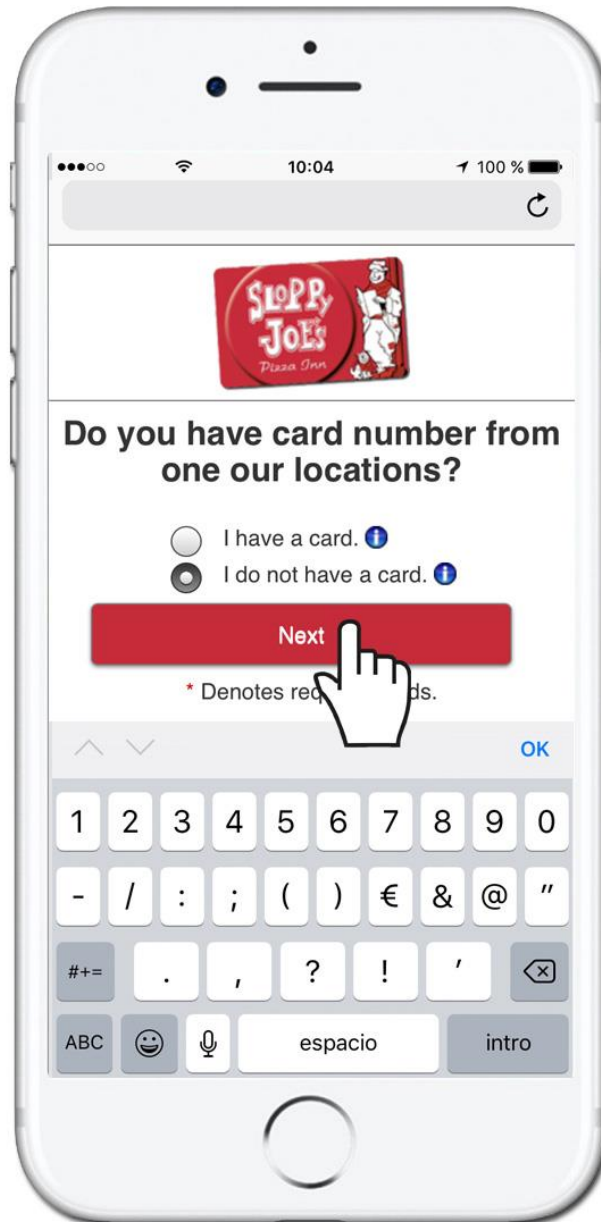 10:04
100 %
SLOPPY
JOE'S
Pizza Inn
Do you have card number from
one our locations?
I have a card.
I do not have a card.
Next
* Denotes req ds.
OK
1 2 3 4 5 6 7 8 9 0
- / : ; ( ) € & @ "
#+= . , ? ! '
ABC espacio intro